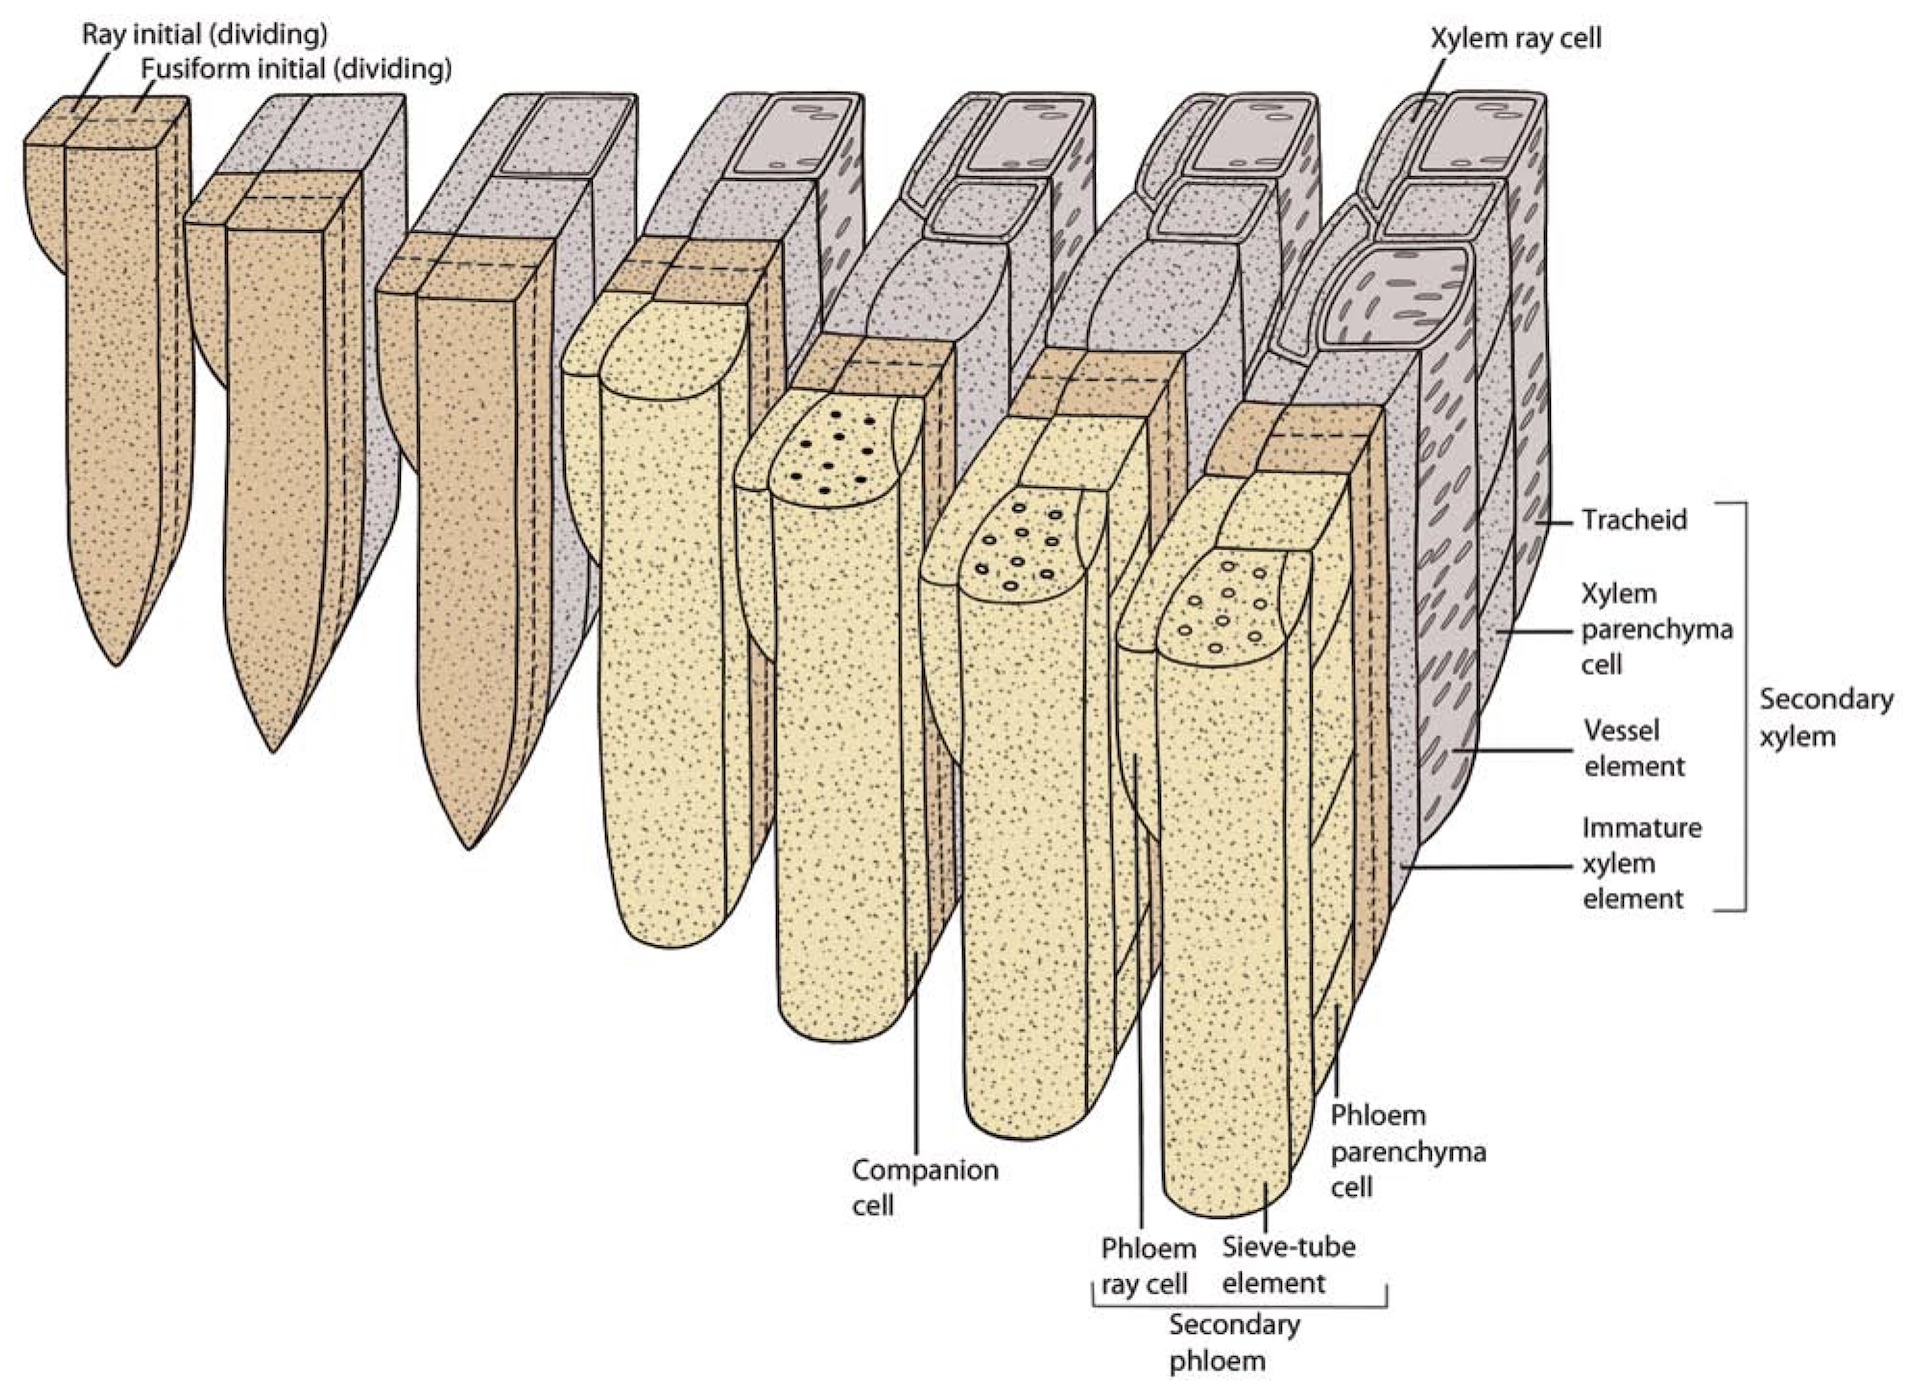 Ray initial (dividing)
Fusiform initial (dividing)
Xylem ray cell
Tracheid
Xylem
parenchyma
cell
Vessel
element
Immature
xylem
element
Secondary
xylem
Companion
cell
Phloem
parenchyma
cell
Phloem
ray cell
Sieve-tube
element
Secondary
phloem